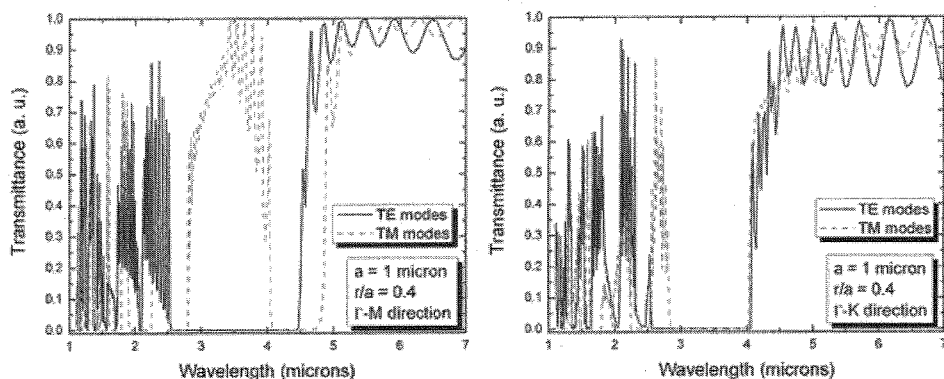 1.0
0.9
0.8
0.7
0.6
0.5
0.4
0.3
0.2
0.1
0.0
Transmittance (a. u.)
TE modes
TM modes
a = 1 micron
r/a = 0.4
Γ-M direction
1 2 3 4 5 6 7
Wavelength (microns)
1.0
0.9
0.8
0.7
0.6
0.5
0.4
0.3
0.2
0.1
0.0
Transmittance (a. u.)
TE modes
TM modes
a = 1 micron
r/a = 0.4
Γ-K direction
1 2 3 4 5 6 7
Wavelength (microns)